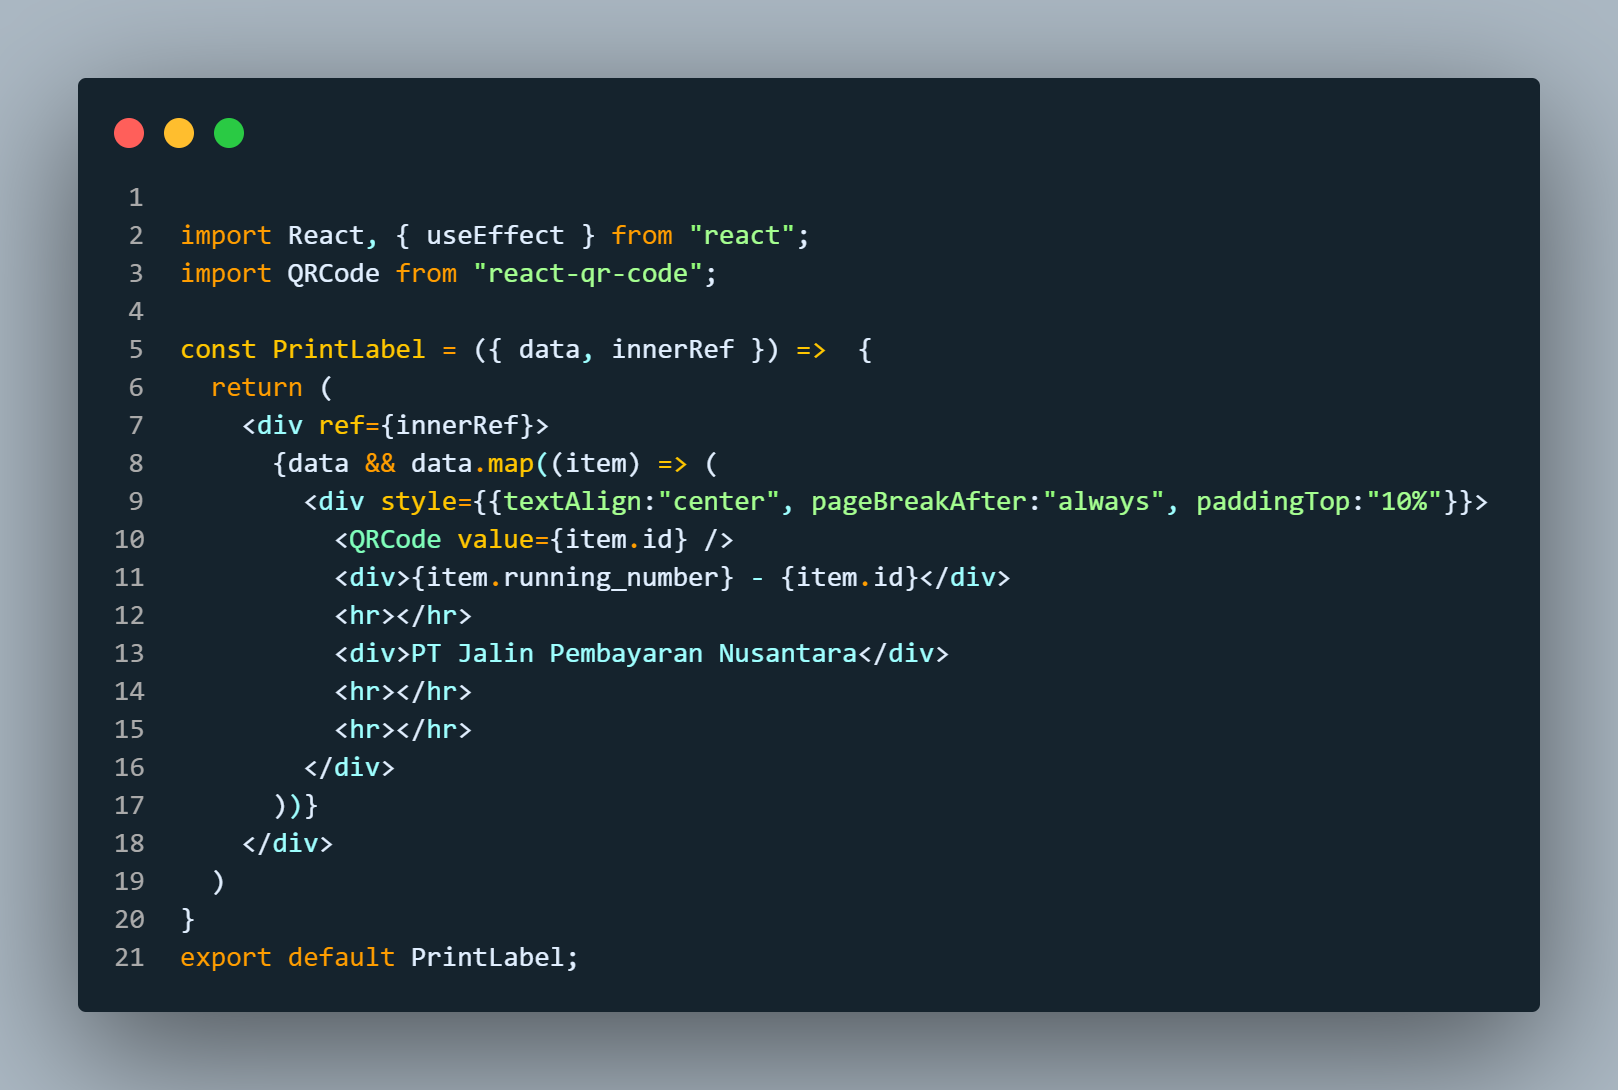 1
2 import React, { useEffect } from "react";
3 import QRCode from "react-qr-code";
4
5 const PrintLabel = ({ data, innerRef }) =>  {
6   return (
7     <div ref={innerRef}>
8       {data && data.map((item) => (
9         <div style={{textAlign:"center", pageBreakAfter:"always", paddingTop:"10%"}}>
10           <QRCode value={item.id} />
11           <div>{item.running_number} - {item.id}</div>
12           <hr></hr>
13           <div>PT Jalin Pembayaran Nusantara</div>
14           <hr></hr>
15           <hr></hr>
16         </div>
17       ))}
18     </div>
19   )
20 }
21 export default PrintLabel;